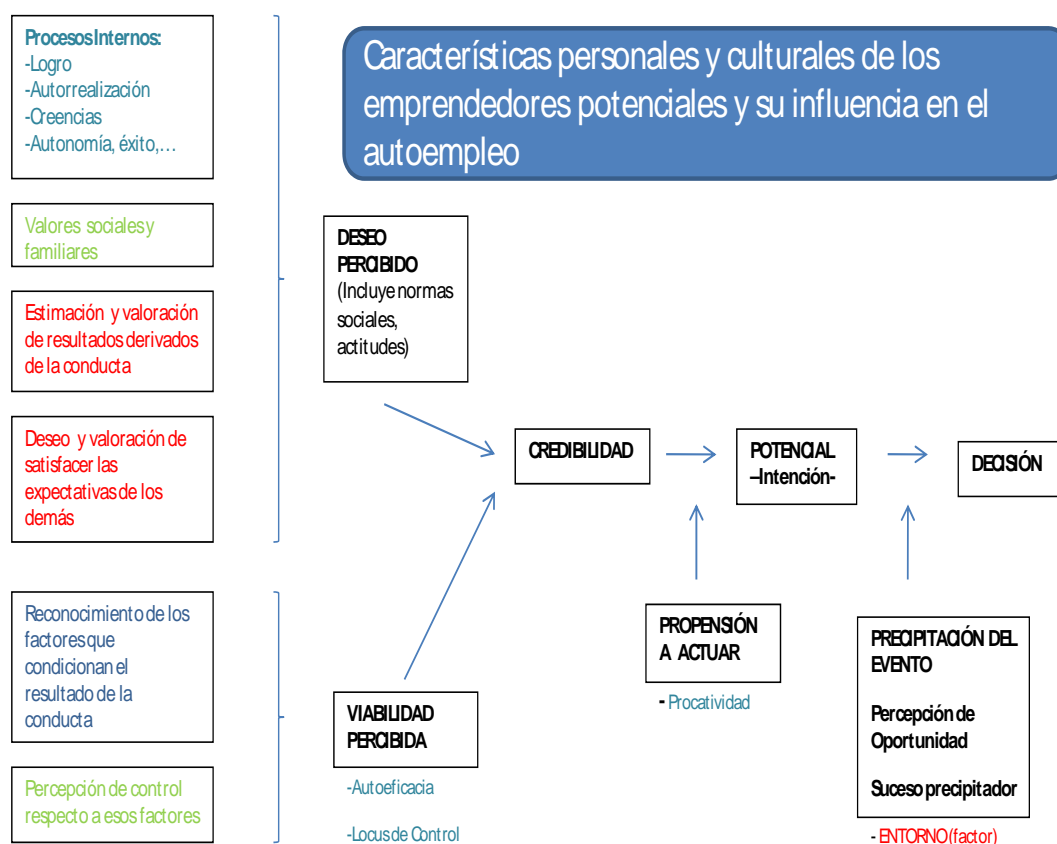 Procesos Internos:
-Logro
-Autorrealización
-Creencias
-Autonomía, éxito,…
Características personales y culturales de los
emprendedores potenciales y su influencia en el
autoempleo
Valores sociales y
familiares
Estimación y valoración
de resultados derivados
de la conducta
Deseo y valoración de
satisfacer las
expectativas de los
demás
DESEO
PERCIBIDO
(Incluye normas
sociales,
actitudes)
CREDIBILIDAD
POTENCIAL
–Intención-
DECISIÓN
Reconocimiento de los
factores que
condicionan el
resultado de la
conducta
Percepción de control
respecto a esos factores
VIABILIDAD
PERCIBIDA
-Autoeficacia
-Locus de Control
PROPENSIÓN
A ACTUAR
- Procatividad
PRECIPITACIÓN DEL
EVENTO
Percepción de
Oportunidad
Suceso precipitador
- ENTORNO (factor)